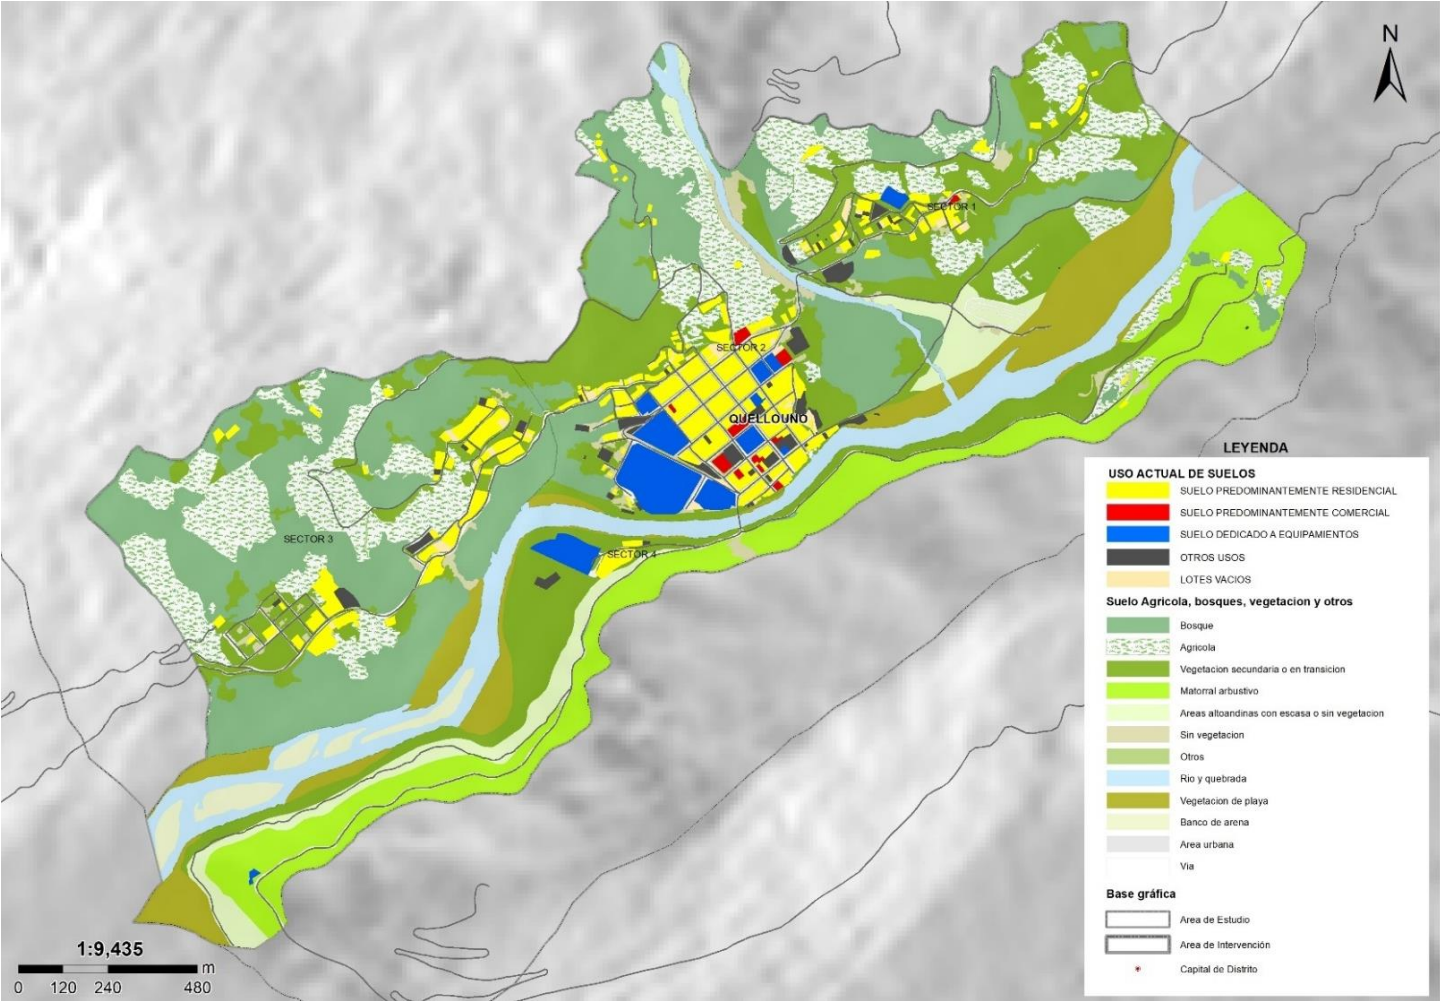 N
SECTOR 1
SECTOR 2
QUELLOUNO
SECTOR 3
SECTOR 4
LEYENDA
USO ACTUAL DE SUELOS
SUELO PREDOMINANTEMENTE RESIDENCIAL
SUELO PREDOMINANTEMENTE COMERCIAL
SUELO DEDICADO A EQUIPAMIENTOS
OTROS USOS
LOTES VACIOS
Suelo Agricola, bosques, vegetacion y otros
Bosque
Agricola
Vegetacion secundaria o en transicion
Matorral arbustivo
Areas altoandinas con escasa o sin vegetacion
Sin vegetacion
Otros
Rio y quebrada
Vegetacion de playa
Banco de arena
Area urbana
Via
Base gráfica
Area de Estudio
Area de Intervención
Capital de Distrito
1:9,435
m
0 120 240 480